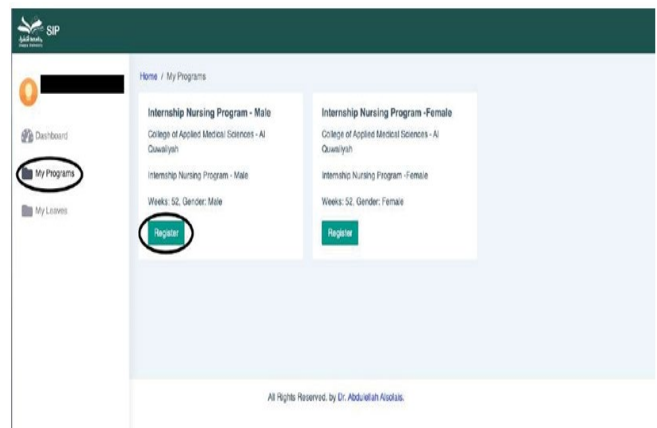 SIP
Home / My Programs
Dashboard
My Programs
My Leaves
Internship Nursing Program - Male
College of Applied Medical Sciences - Al
Quwaiiyah
Internship Nursing Program - Male
Weeks: 52, Gender: Male
Register
Internship Nursing Program -Female
College of Applied Medical Sciences - Al
Quwaiiyah
Internship Nursing Program -Female
Weeks: 52, Gender: Female
Register
All Rights Reserved. by Dr. Abdulellah Alsolais.